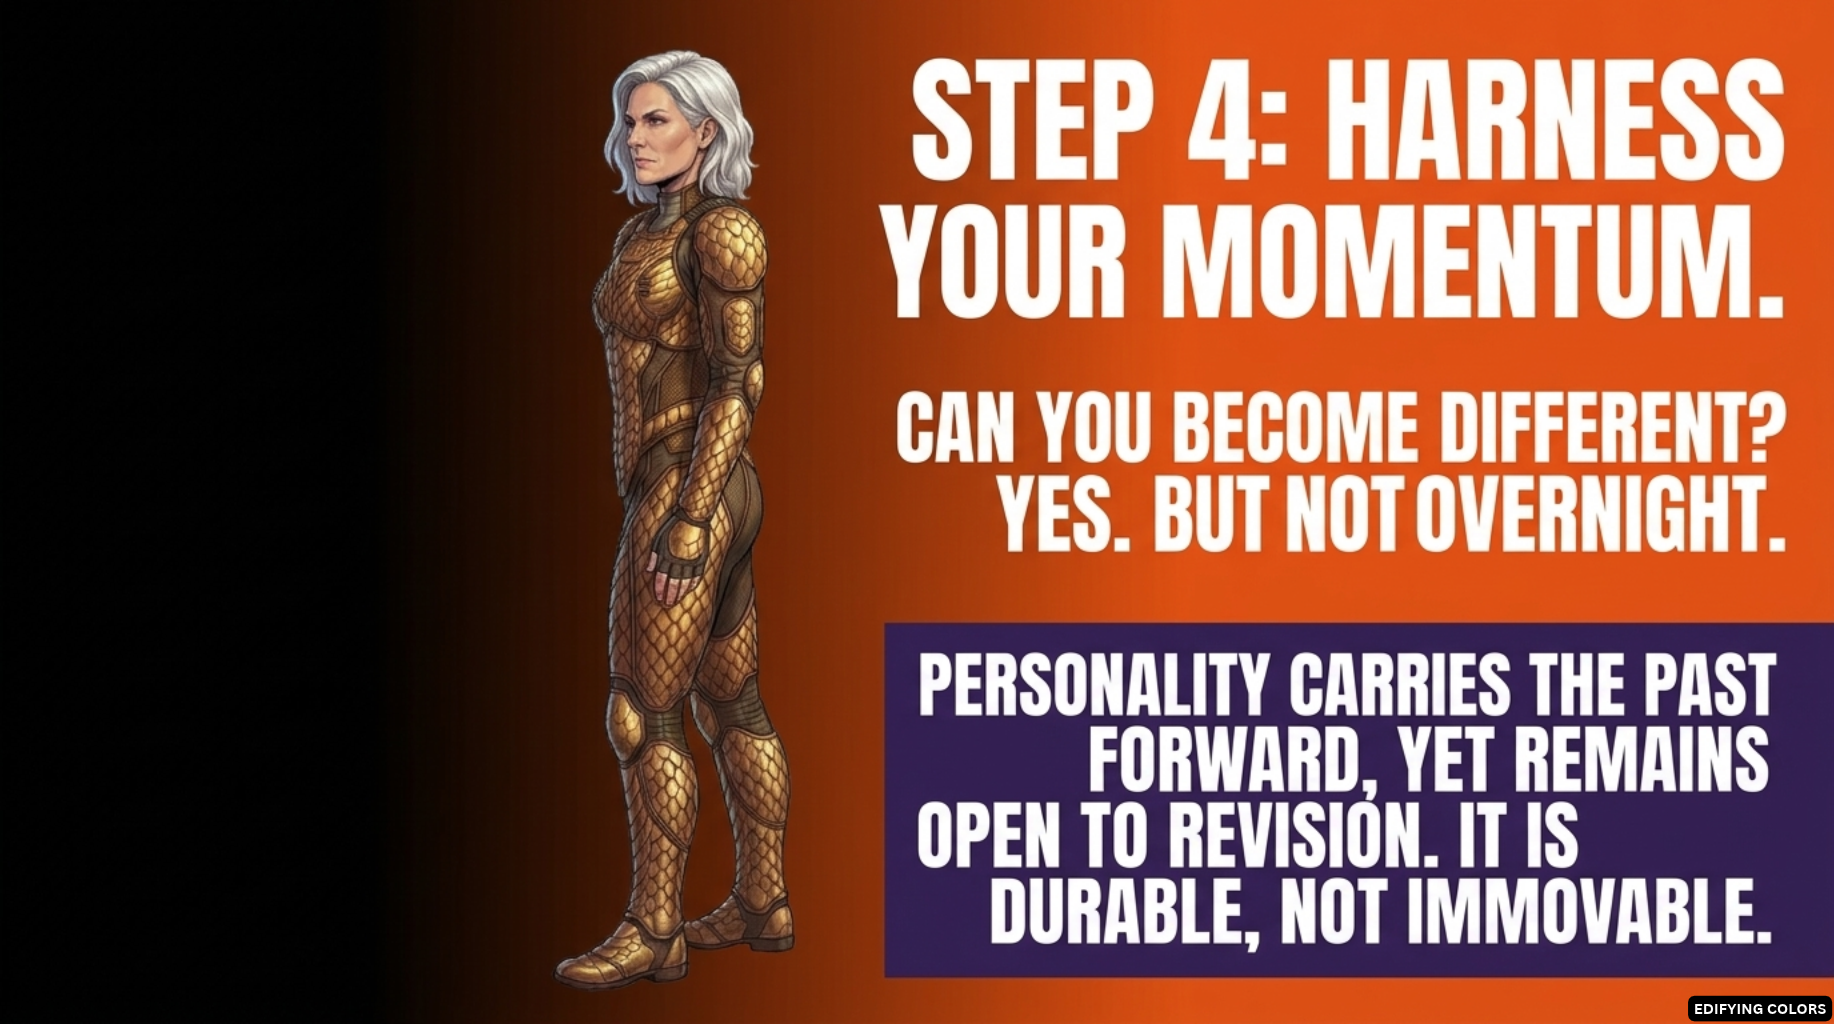 STEP 4: HARNESS
YOUR MOMENTUM.
CAN YOU BECOME DIFFERENT?
YES. BUT NOT OVERNIGHT.
PERSONALITY CARRIES THE PAST
FORWARD, YET REMAINS
OPEN TO REVISION. IT IS
DURABLE, NOT IMMOVABLE.
EDIFYING COLORS